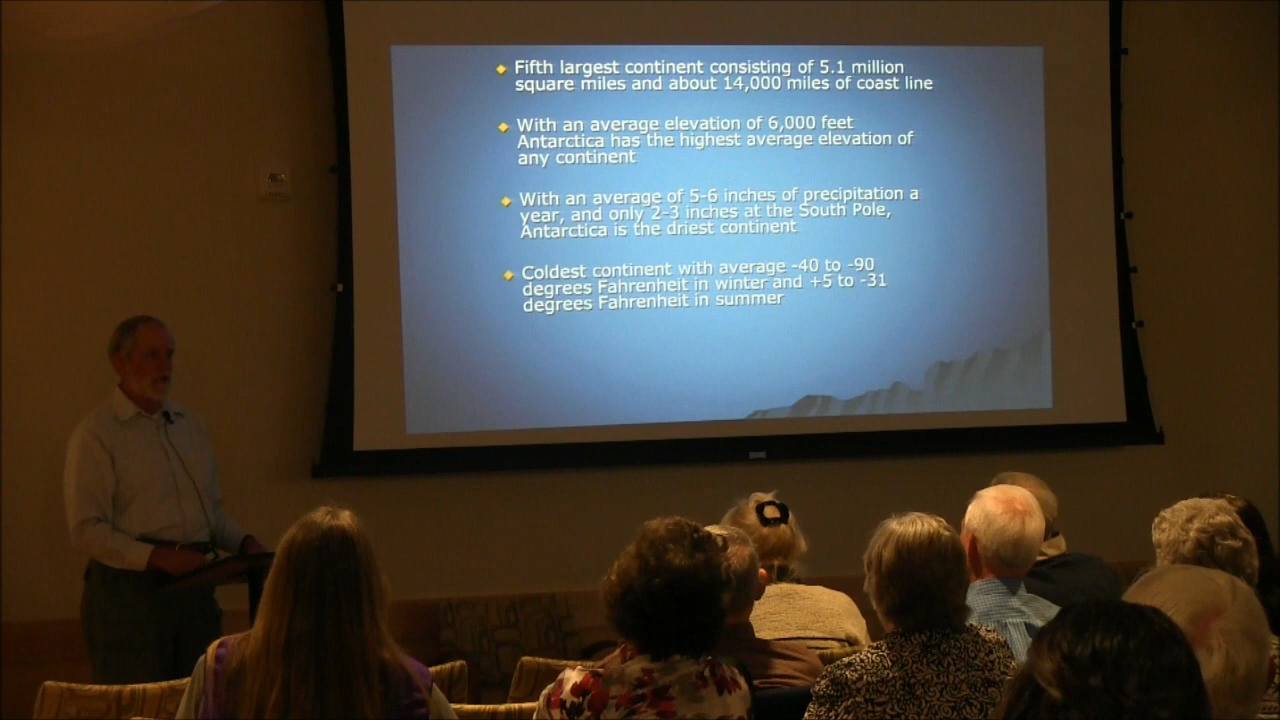 Fifth largest continent consisting of 5.1 million
square miles and about 14,000 miles of coast line
With an average elevation of 6,000 feet
Antarctica has the highest average elevation of
any continent
With an average of 5-6 inches of precipitation a
year, and only 2-3 inches at the South Pole,
Antarctica is the driest continent
Coldest continent with average -40 to -90
degrees Fahrenheit in winter and +5 to -31
degrees Fahrenheit in summer